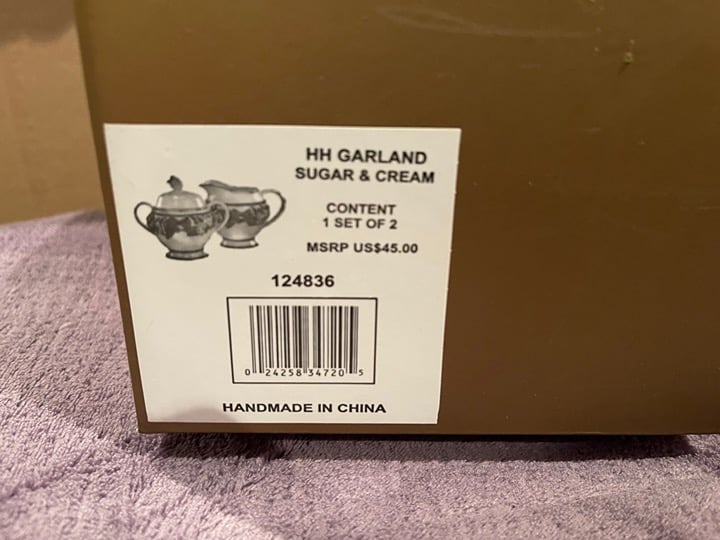 HH GARLAND
SUGAR & CREAM
CONTENT
1 SET OF 2
MSRP US$45.00
124836
0 24258 34720 5
HANDMADE IN CHINA